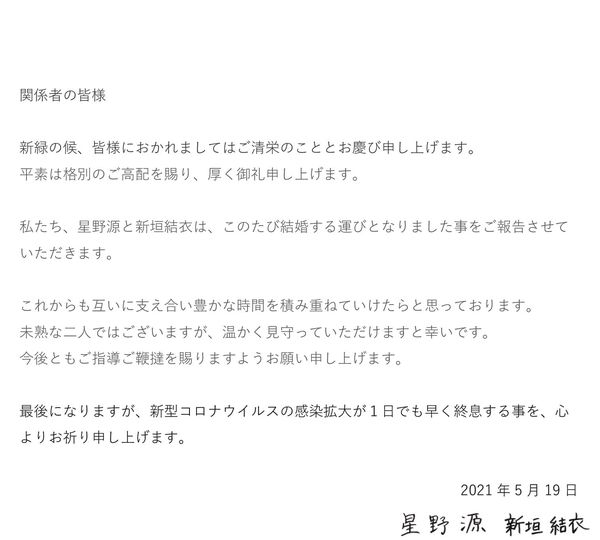 関係者の皆様
新緑の候、皆様におかれましてはご清栄のこととお慶び申し上げます。
平素は格別のご高配を賜り、厚く御礼申し上げます。
私たち、星野源と新垣結衣は、このたび結婚する運びとなりました事をご報告させて
いただきます。
これからも互いに支え合い豊かな時間を積み重ねていけたらと思っております。
未熟な二人ではございますが、温かく見守っていただけますと幸いです。
今後ともご指導ご鞭撻を賜りますようお願い申し上げます。
最後になりますが、新型コロナウイルスの感染拡大が１日でも早く終息する事を、心
よりお祈り申し上げます。
2021 年 5 月 19 日
星野 源 新垣 結衣